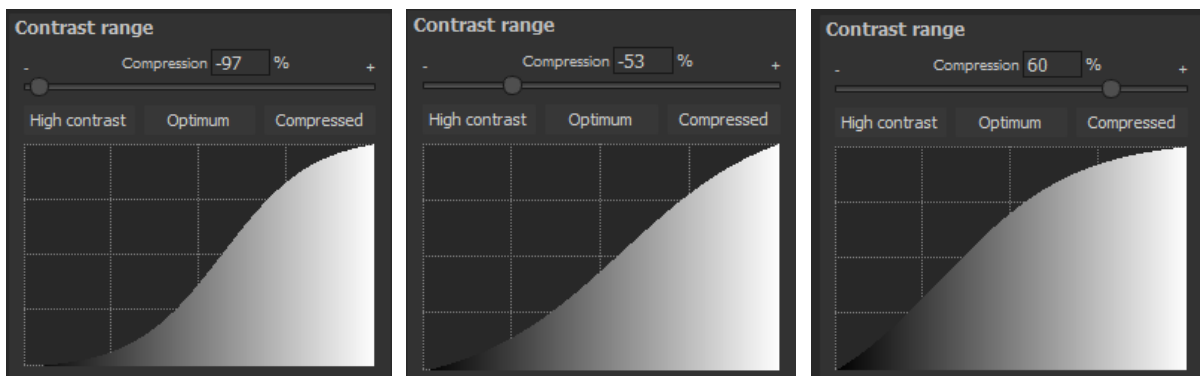 Contrast range
- Compression -97 % +
High contrast Optimum Compressed
Contrast range
- Compression -53 % +
High contrast Optimum Compressed
Contrast range
- Compression 60 % +
High contrast Optimum Compressed